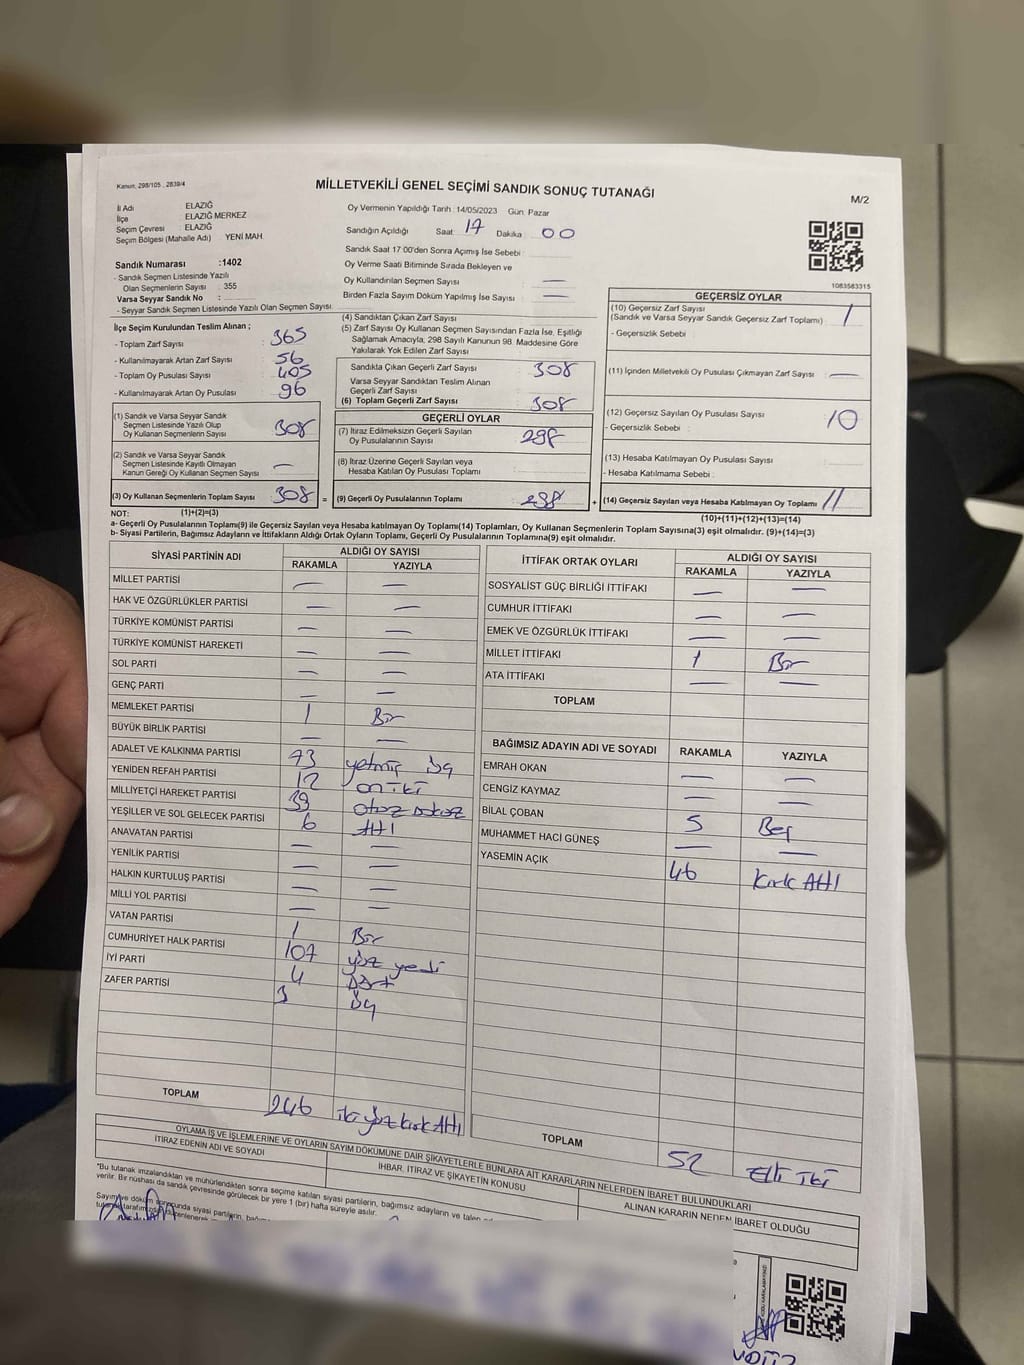 Kanun, 298/105 , 2839/4
MİLLETVEKİLİ GENEL SEÇİMİ SANDIK SONUÇ TUTANAĞI
M/2
İl Adı ELAZIĞ
İlçe ELAZIĞ MERKEZ
Seçim Çevresi ELAZIĞ
Seçim Bölgesi (Mahalle Adı) YENİ MAH.
Sandık Numarası :1402
- Sandık Seçmen Listesinde Yazılı
Olan Seçmenlerin Sayısı : 355
Varsa Seyyar Sandık No :
- Seyyar Sandık Seçmen Listesinde Yazılı Olan Seçmen Sayısı
Oy Vermenin Yapıldığı Tarih : 14/05/2023 Gün: Pazar
Sandığın Açıldığı Saat 17 Dakika 00
Sandık Saat 17:00'den Sonra Açımış İse Sebebi
Oy Verme Saati Bitiminde Sırada Bekleyen ve
Oy Kullandırılan Seçmen Sayısı —
Birden Fazla Sayım Döküm Yapılmış İse Sayısı —
1083583315
İlçe Seçim Kurulundan Teslim Alınan ;
- Toplam Zarf Sayısı 365
- Kullanılmayarak Artan Zarf Sayısı 56
- Toplam Oy Pusulası Sayısı 405
- Kullanılmayarak Artan Oy Pusulası 96
(1) Sandık ve Varsa Seyyar Sandık
Seçmen Listesinde Yazılı Olup
Oy Kullanan Seçmenlerin Sayısı 308
(2) Sandık ve Varsa Seyyar Sandık
Seçmen Listesinde Kayıtlı Olmayan
Kanun Gereği Oy Kullanan Seçmen Sayısı —
(3) Oy Kullanan Seçmenlerin Toplam Sayısı 308 =
(1)+(2)=(3)
(4) Sandıktan Çıkan Zarf Sayısı
(5) Zarf Sayısı Oy Kullanan Seçmen Sayısından Fazla İse, Eşitliği
Sağlamak Amacıyla, 298 Sayılı Kanunun 98. Maddesine Göre
Yakılarak Yok Edilen Zarf Sayısı
Sandıkta Çıkan Geçerli Zarf Sayısı 308
Varsa Seyyar Sandıktan Teslim Alınan
Geçerli Zarf Sayısı
(6) Toplam Geçerli Zarf Sayısı 308
GEÇERLİ OYLAR
(7) İtiraz Edilmeksizin Geçerli Sayılan
Oy Pusulalarının Sayısı 298
(8) İtiraz Üzerine Geçerli Sayılan veya
Hesaba Katılan Oy Pusulası Toplamı
(9) Geçerli Oy Pusulalarının Toplamı 298 +
GEÇERSİZ OYLAR
(10) Geçersiz Zarf Sayısı 1
(Sandık ve Varsa Seyyar Sandık Geçersiz Zarf Toplamı)
- Geçersizlik Sebebi :
(11) İçinden Milletvekili Oy Pusulası Çıkmayan Zarf Sayısı —
(12) Geçersiz Sayılan Oy Pusulası Sayısı 10
- Geçersizlik Sebebi :
(13) Hesaba Katılmayan Oy Pusulası Sayısı
- Hesaba Katılmama Sebebi :
(14) Geçersiz Sayılan veya Hesaba Katılmayan Oy Toplamı 11
(10)+(11)+(12)+(13)=(14)
NOT:
a- Geçerli Oy Pusulalarının Toplamı(9) ile Geçersiz Sayılan veya Hesaba katılmayan Oy Toplamı(14) Toplamları, Oy Kullanan Seçmenlerin Toplam Sayısına(3) eşit olmalıdır. (9)+(14)=(3)
b- Siyasi Partilerin, Bağımsız Adayların ve İttifakların Aldığı Ortak Oyların Toplamı, Geçerli Oy Pusulalarının Toplamına(9) eşit olmalıdır.
SİYASİ PARTİNİN ADI ALDIĞI OY SAYISI
RAKAMLA YAZIYLA
MİLLET PARTİSİ — —
HAK VE ÖZGÜRLÜKLER PARTİSİ — —
TÜRKİYE KOMÜNİST PARTİSİ — —
TÜRKİYE KOMÜNİST HAREKETİ — —
SOL PARTİ — —
GENÇ PARTİ — —
MEMLEKET PARTİSİ 1 Bir
BÜYÜK BİRLİK PARTİSİ — —
ADALET VE KALKINMA PARTİSİ 73 yetmiş üç
YENİDEN REFAH PARTİSİ 12 on iki
MİLLİYETÇİ HAREKET PARTİSİ 39 otuz dokuz
YEŞİLLER VE SOL GELECEK PARTİSİ 6 Altı
ANAVATAN PARTİSİ — —
YENİLİK PARTİSİ — —
HALKIN KURTULUŞ PARTİSİ — —
MİLLİ YOL PARTİSİ — —
VATAN PARTİSİ 1 Bir
CUMHURİYET HALK PARTİSİ 107 yüz yedi
İYİ PARTİ 4 Dört
ZAFER PARTİSİ 3 üç
TOPLAM 246 iki yüz kırk Altı
İTTİFAK ORTAK OYLARI ALDIĞI OY SAYISI
RAKAMLA YAZIYLA
SOSYALİST GÜÇ BİRLİĞİ İTTİFAKI — —
CUMHUR İTTİFAKI — —
EMEK VE ÖZGÜRLÜK İTTİFAKI — —
MİLLET İTTİFAKI 1 Bir
ATA İTTİFAKI — —
TOPLAM
BAĞIMSIZ ADAYIN ADI VE SOYADI RAKAMLA YAZIYLA
EMRAH OKAN — —
CENGİZ KAYMAZ — —
BİLAL ÇOBAN 5 Beş
MUHAMMET HACİ GÜNEŞ — —
YASEMİN AÇIK 46 Kırk Altı
TOPLAM 52 Elli iki
OYLAMA İŞ VE İŞLEMLERİNE VE OYLARIN SAYIM DÖKÜMÜNE DAİR ŞİKAYETLERLE BUNLARA AİT KARARLARIN NELERDEN İBARET BULUNDUKLARI
İTİRAZ EDENİN ADI VE SOYADI
İHBAR, İTİRAZ VE ŞİKAYETİN KONUSU
ALINAN KARARIN NEDEN İBARET OLDUĞU
*Bu tutanak imzalandıktan ve mühürlendikten sonra seçime katılan siyasi partilerin, bağımsız adayların ve talep
verilir. Bir nüshası da sandık çevresinde görülecek bir yere 1 (bir) hafta süreyle asılır.
Sayım ve döküm sonucunda siyasi partilerin,